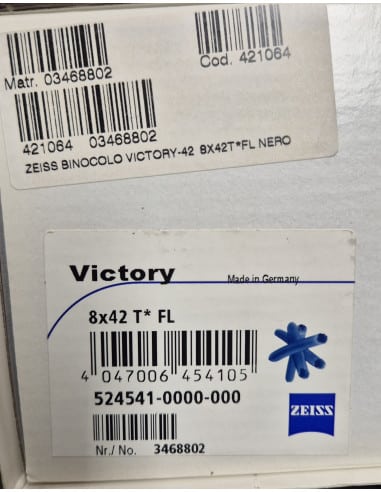 Matr. 03468802
Cod. 421064
421064 03468802
ZEISS BINOCOLO VICTORY-42 8X42T*FL NERO
Victory
Made in Germany
8x42 T* FL
4 047006 454105
524541-0000-000
ZEISS
Nr./ No. 3468802